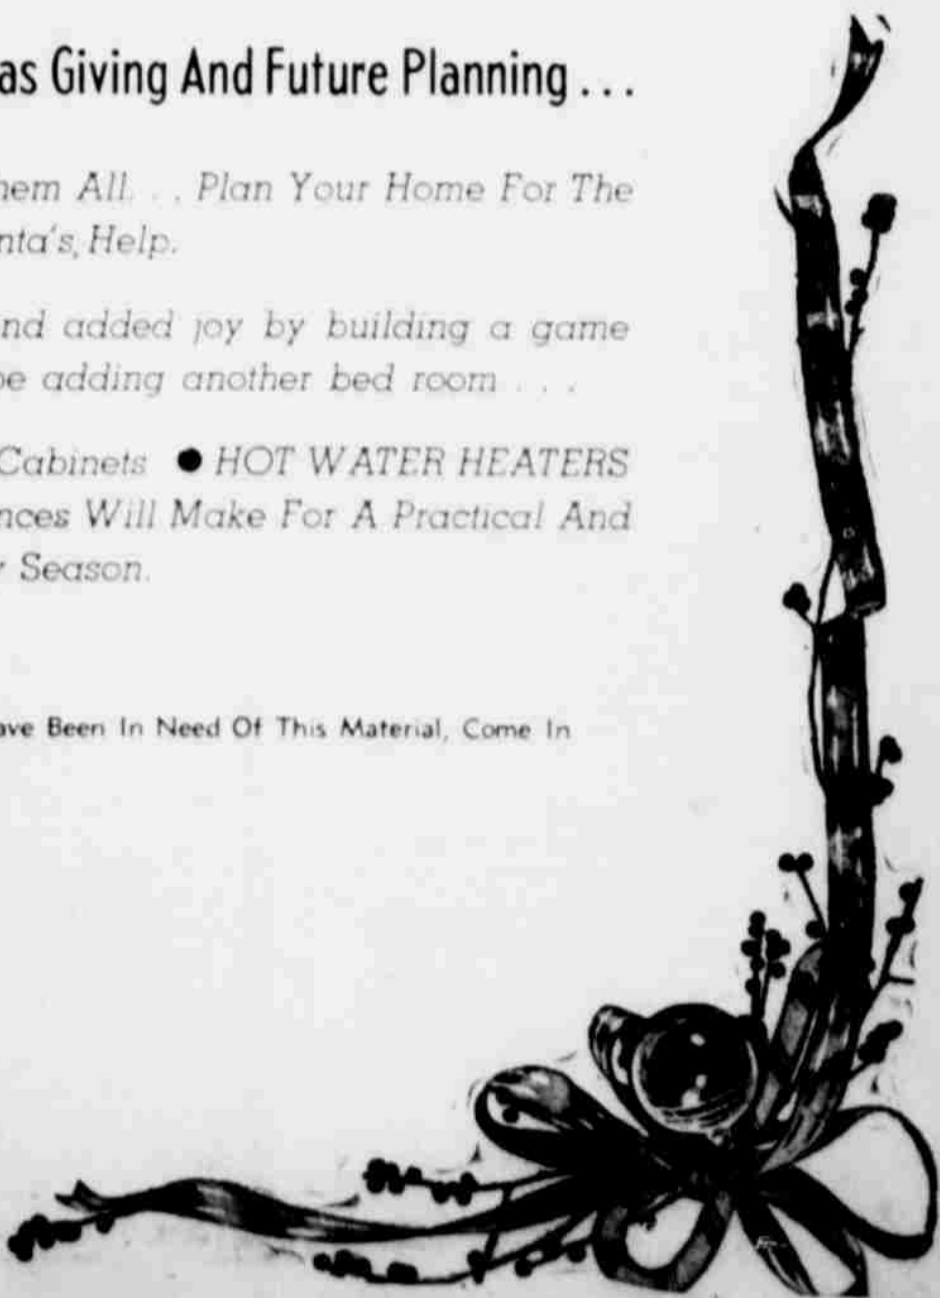 as Giving And Future Planning ...
hem All. . . Plan Your Home For The
nta's, Help.
nd added joy by building a game
be adding another bed room . . .
Cabinets ● HOT WATER HEATERS
nces Will Make For A Practical And
Season.
ave Been In Need Of This Material, Come In